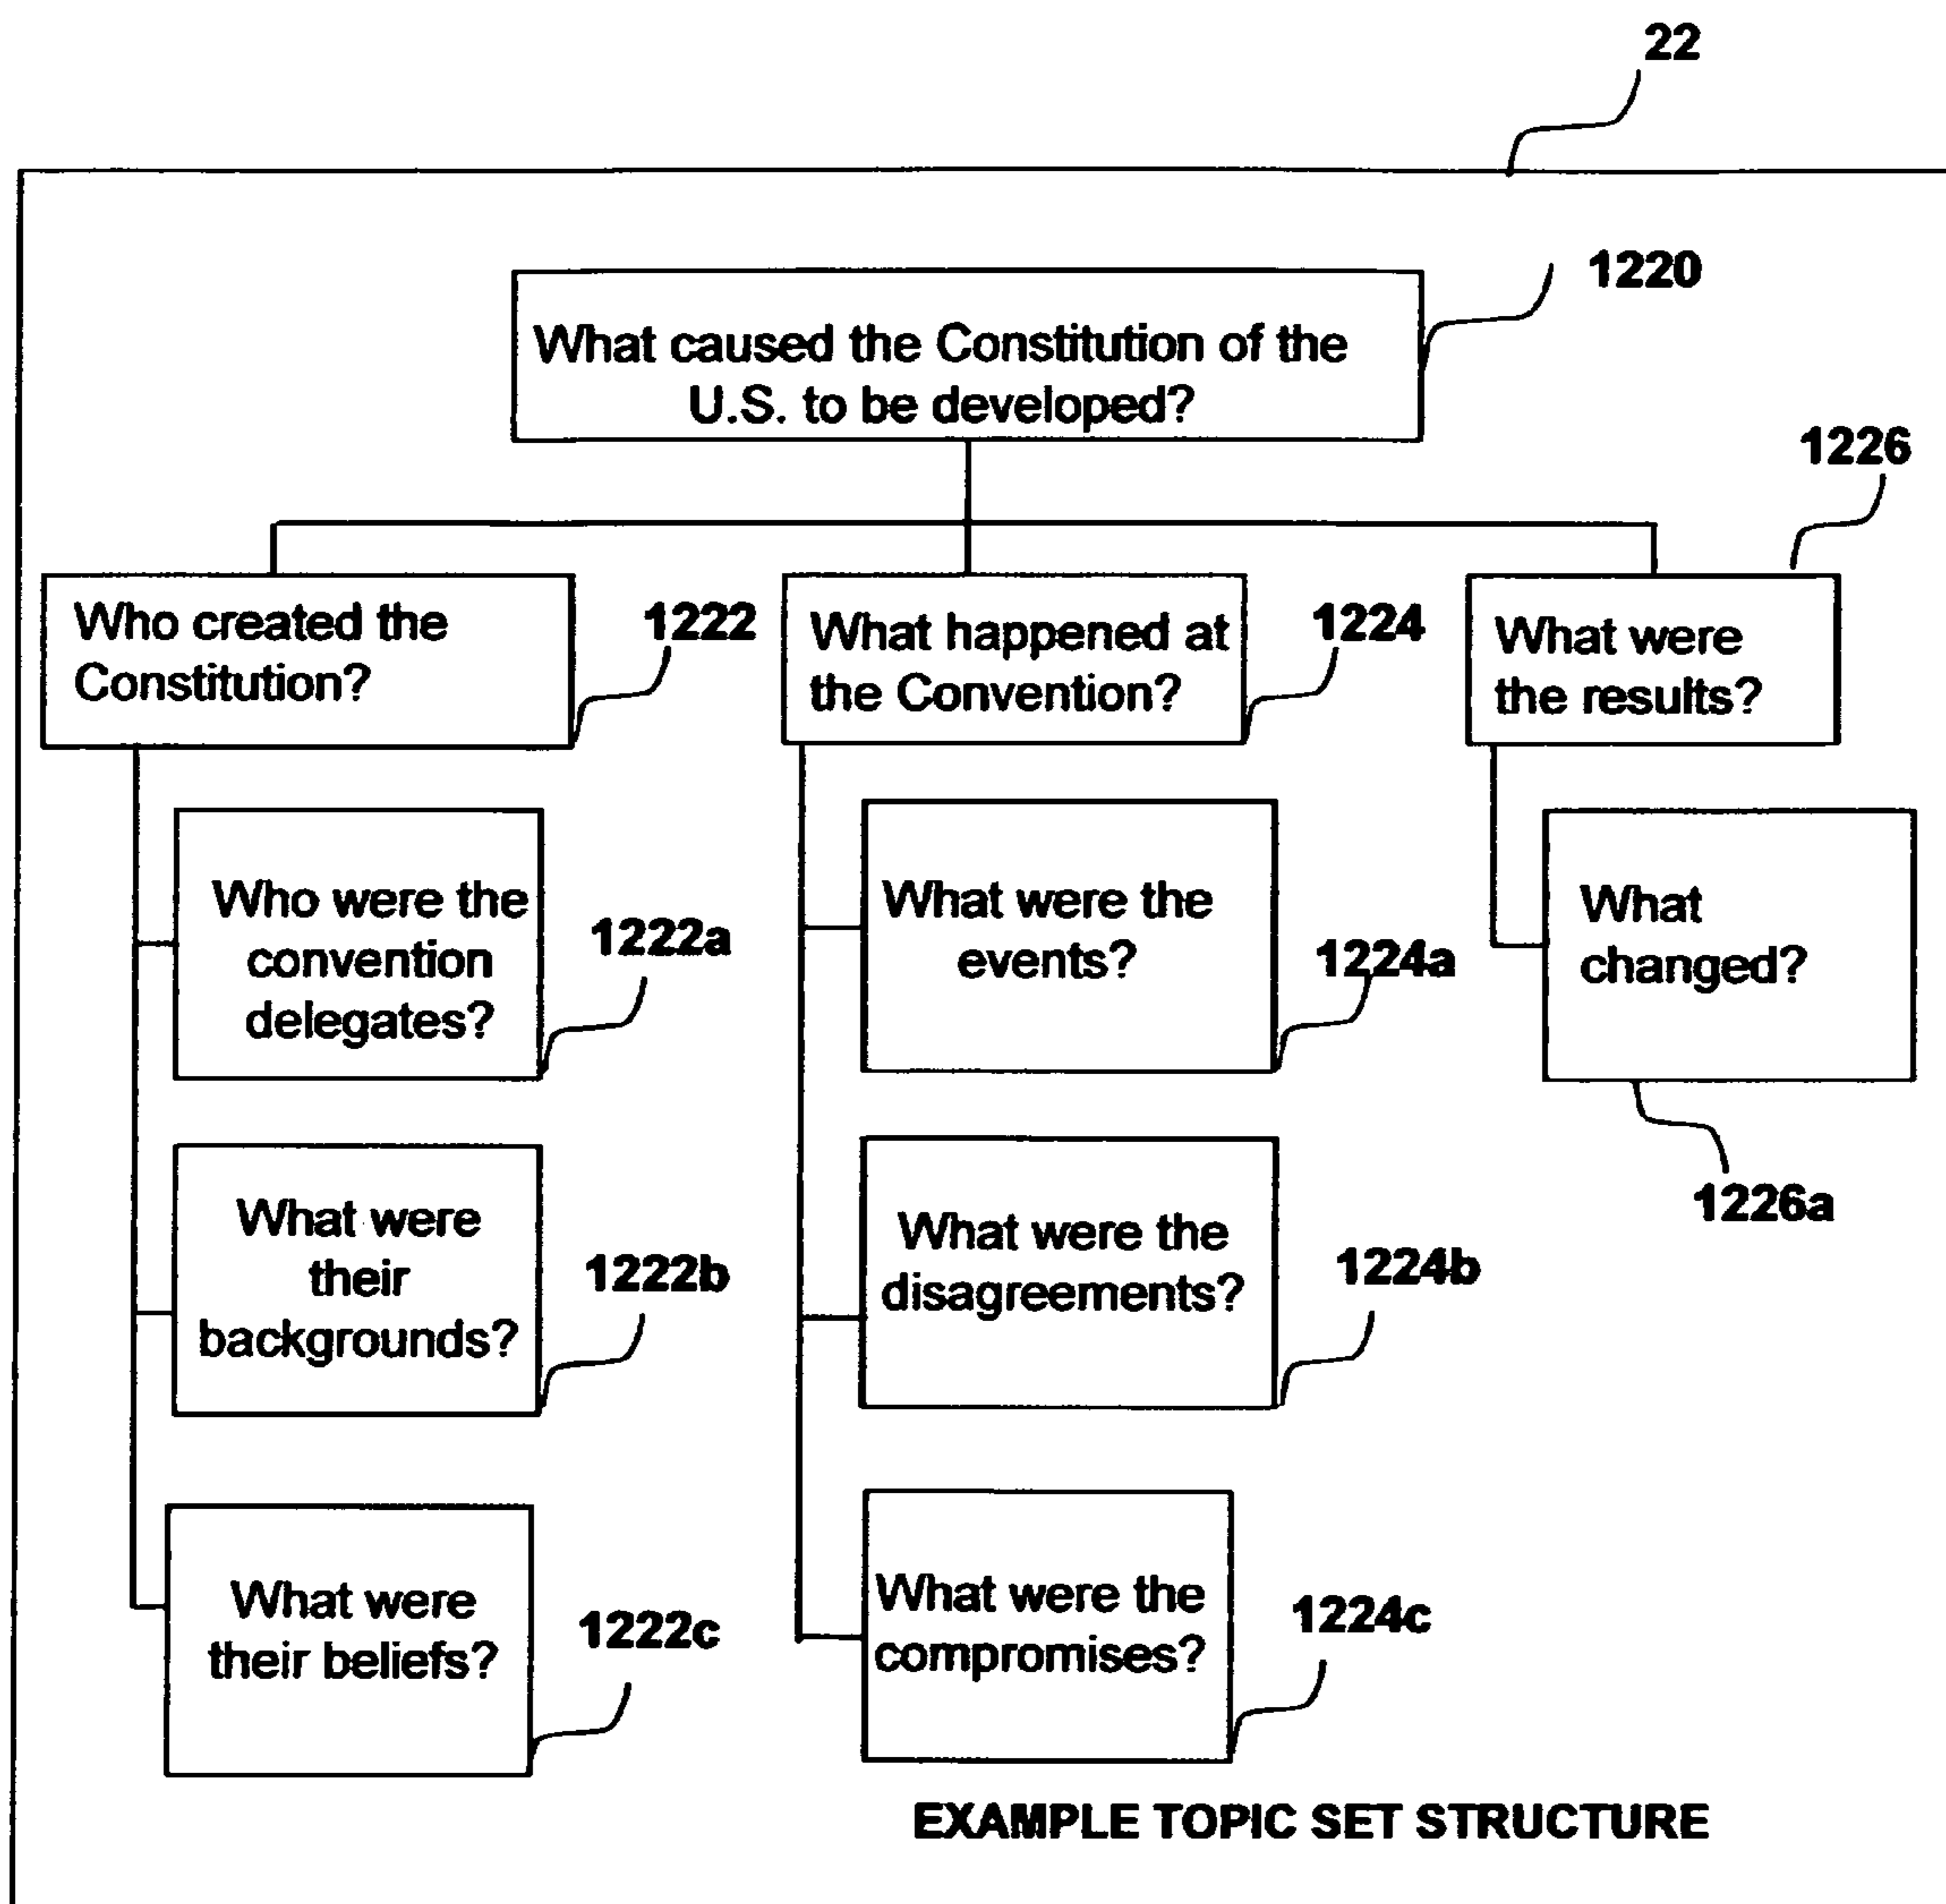 22
1220
What caused the Constitution of the
U.S. to be developed?
1226
Who created the
Constitution?
1222
What happened at
the Convention?
1224
What were
the results?
Who were the
convention
delegates?
1222a
What were the
events?
1224a
What
changed?
1226a
What were
their
backgrounds?
1222b
What were the
disagreements?
1224b
What were
their beliefs?
1222c
What were the
compromises?
1224c
EXAMPLE TOPIC SET STRUCTURE